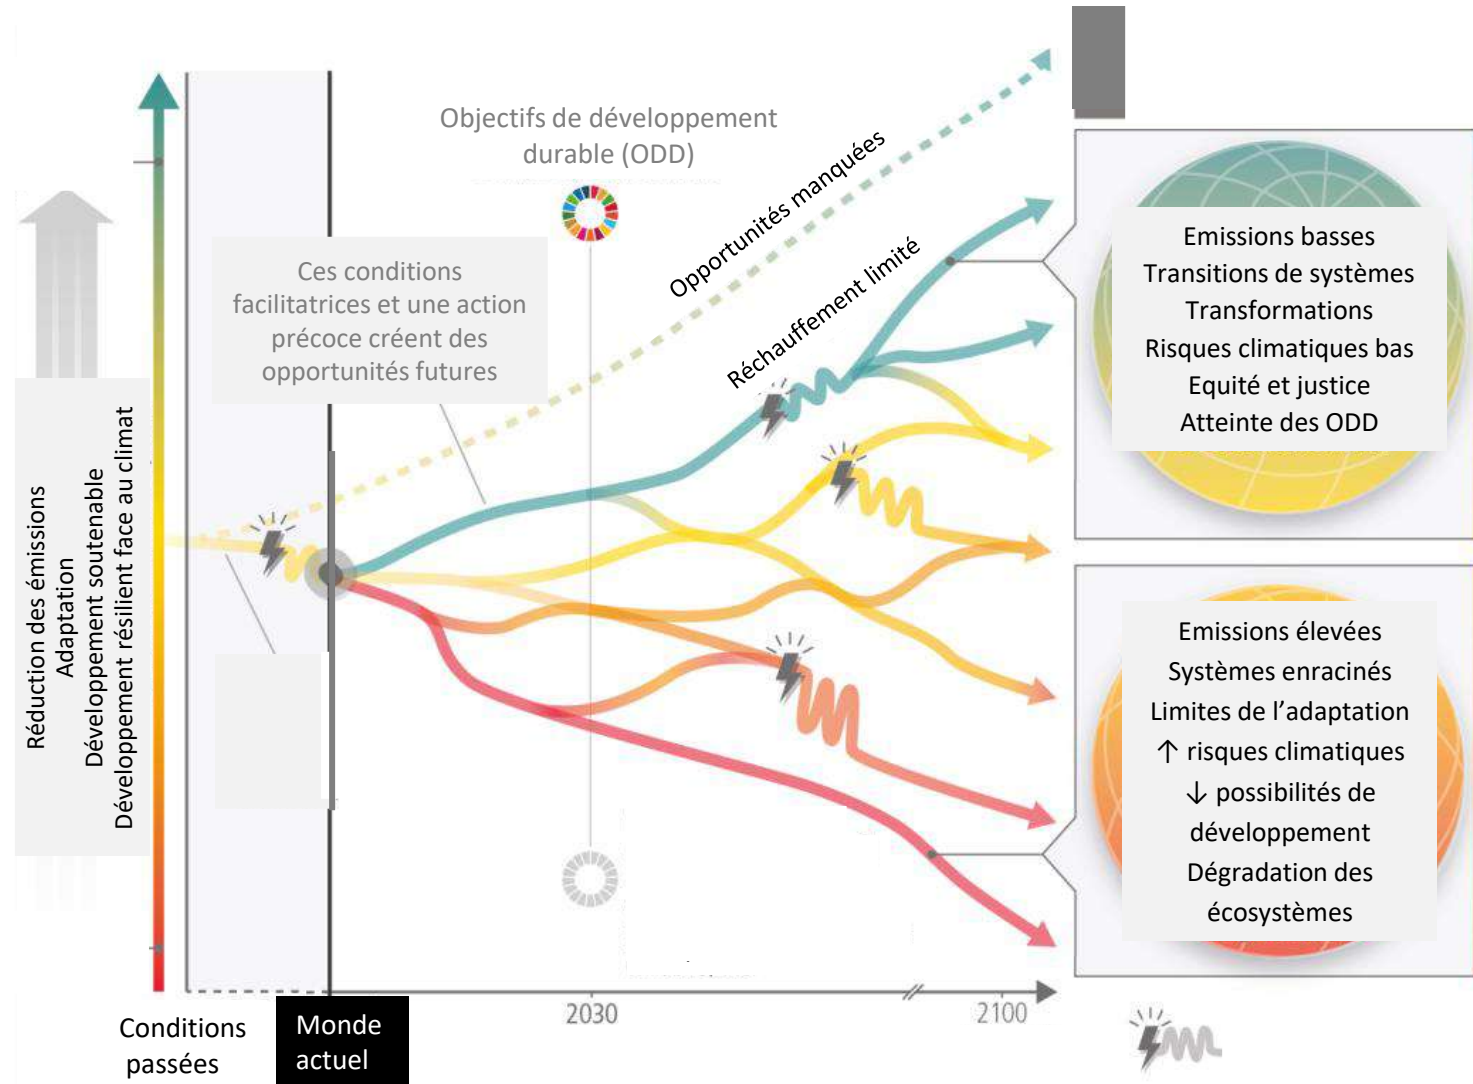 Objectifs de développement
durable (ODD)
Ces conditions
facilitatrices et une action
précoce créent des
opportunités futures
Opportunités manquées
Réchauffement limité
Réduction des émissions
Adaptation
Développement soutenable
Développement résilient face au climat
Emissions basses
Transitions de systèmes
Transformations
Risques climatiques bas
Equité et justice
Atteinte des ODD
Emissions élevées
Systèmes enracinés
Limites de l’adaptation
↑ risques climatiques
↓ possibilités de
développement
Dégradation des
écosystèmes
Conditions
passées
Monde
actuel
2030
2100